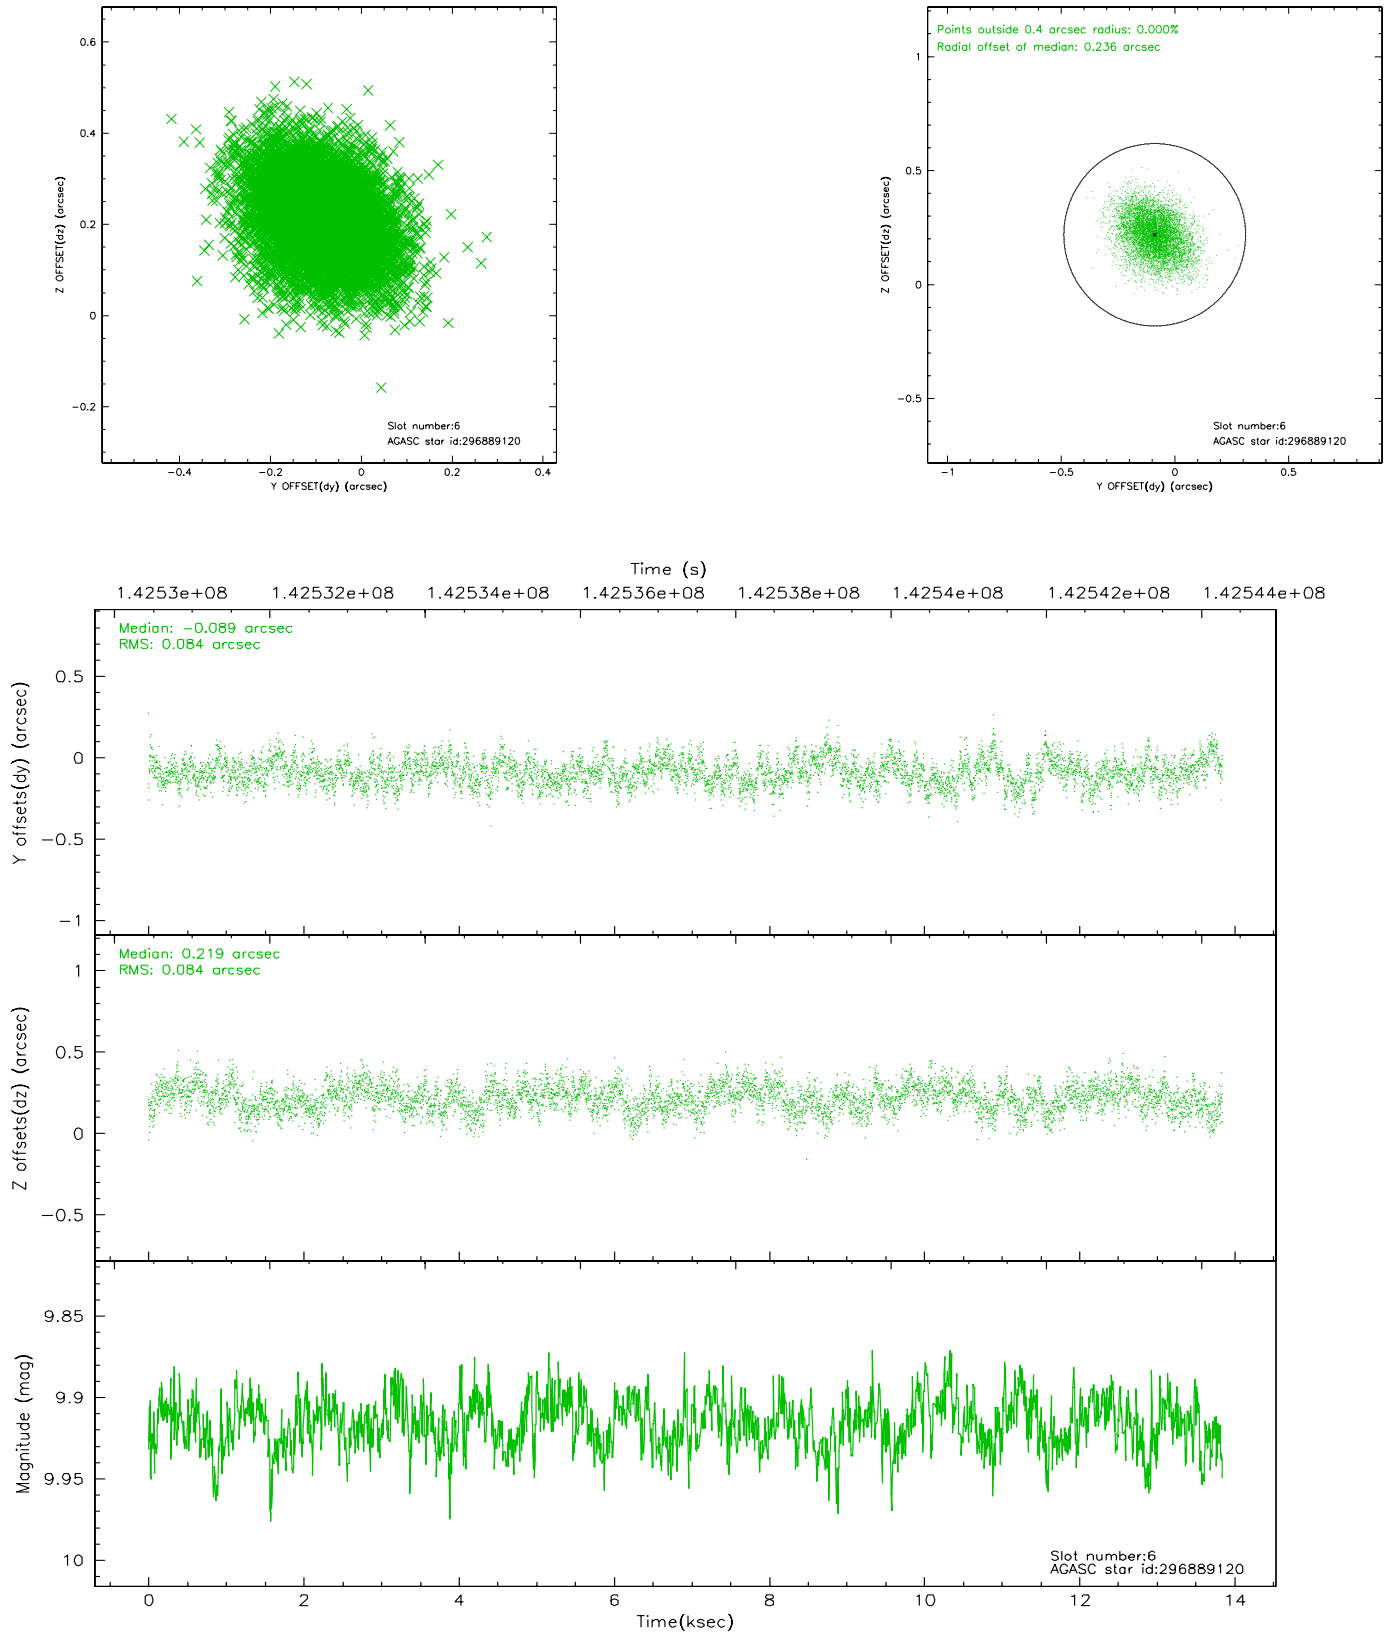 0.6
0.4
0.2
0
−0.2
Z OFFSET(dz) (arcsec)
−0.4
−0.2
0
0.2
0.4
Y OFFSET(dy) (arcsec)
Slot number:6
AGASC star id:296889120
Points outside 0.4 arcsec radius: 0.000%
Radial offset of median: 0.236 arcsec
1
0.5
0
−0.5
Z OFFSET(dz) (arcsec)
−1
−0.5
0
0.5
Y OFFSET(dy) (arcsec)
Slot number:6
AGASC star id:296889120
Time (s)
1.4253e+08
1.42532e+08
1.42534e+08
1.42536e+08
1.42538e+08
1.4254e+08
1.42542e+08
1.42544e+08
Median: −0.089 arcsec
RMS: 0.084 arcsec
0.5
0
−0.5
−1
Y offsets(dy) (arcsec)
Median: 0.219 arcsec
RMS: 0.084 arcsec
1
0.5
0
−0.5
Z offsets(dz) (arcsec)
9.85
9.9
9.95
10
Magnitude (mag)
Slot number:6
AGASC star id:296889120
0
2
4
6
8
10
12
14
Time(ksec)